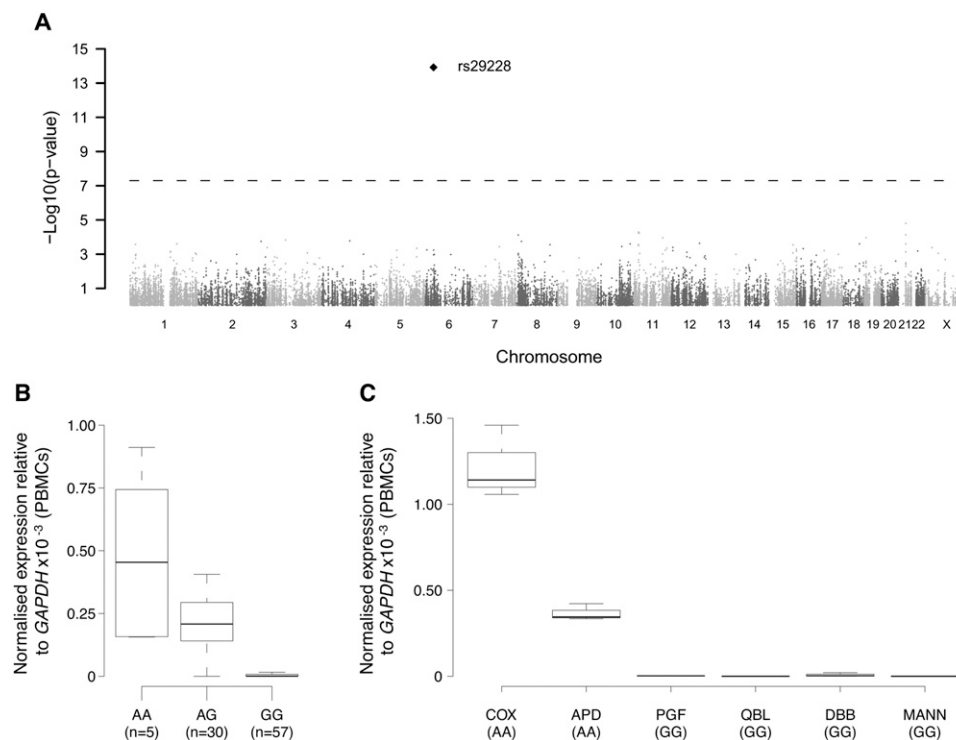 A
15
13
11
9
7
5
3
1
−Log10(p−value)
rs29228
1 2 3 4 5 6 7 8 9 10 11 12 13 14 15 16 17 18 19 20 2122 X
Chromosome
B
Normalised expression relative
to GAPDH x10 -3 (PBMCs)
1.00
0.75
0.50
0.25
0
AA AG GG
(n=5) (n=30) (n=57)
C
Normalised expression relative
to GAPDH x10 -3 (PBMCs)
1.50
1.00
0.50
0
COX APD PGF QBL DBB MANN
(AA) (AA) (GG) (GG) (GG) (GG)